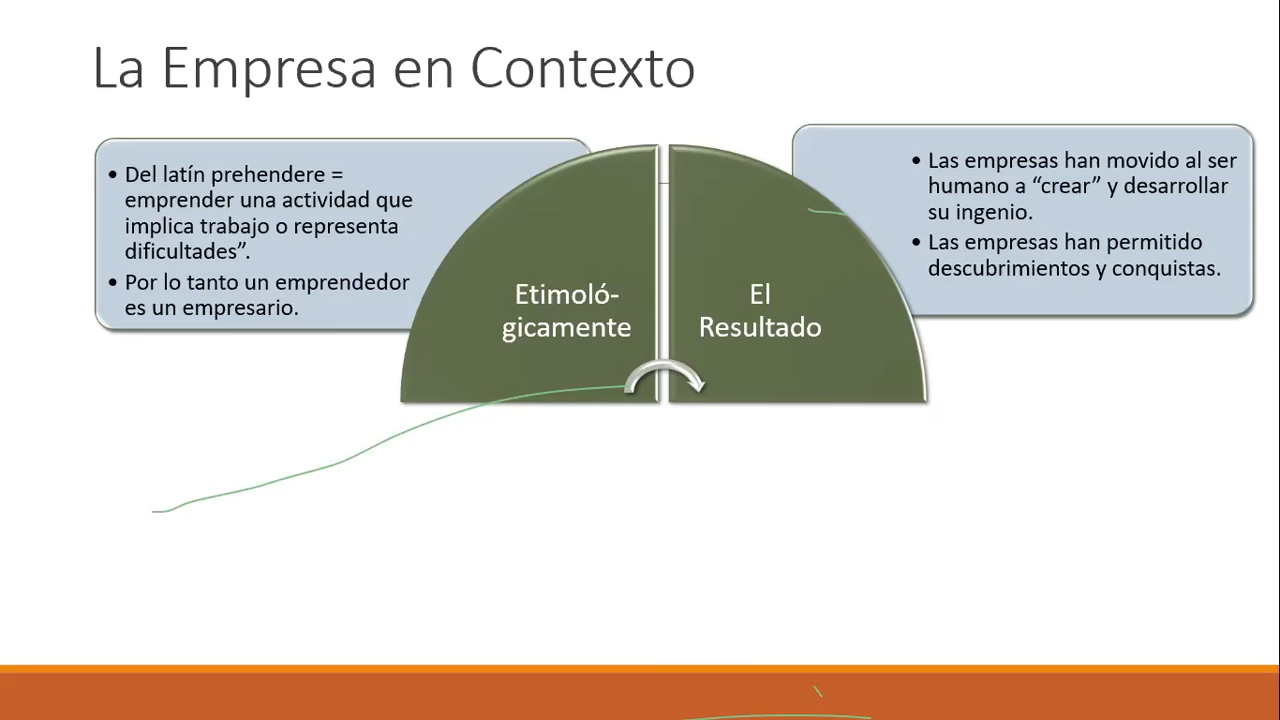 La Empresa en Contexto
• Del latín prehendere =
emprender una actividad que
implica trabajo o representa
dificultades”.
• Por lo tanto un emprendedor
es un empresario.
Etimoló-
gicamente
El
Resultado
• Las empresas han movido al ser
humano a “crear” y desarrollar
su ingenio.
• Las empresas han permitido
descubrimientos y conquistas.